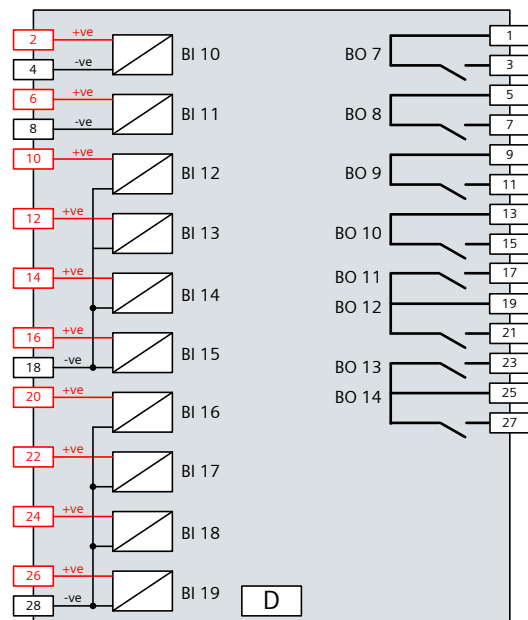 2 +ve BI 10 BO 7 1
4 -ve 3
6 +ve BI 11 BO 8 5
8 -ve 7
10 +ve BI 12 BO 9 9
11
12 +ve BI 13 BO 10 13
15
14 +ve BI 14 BO 11 17
BO 12 19
16 +ve BI 15 21
18 -ve BO 13 23
20 +ve BI 16 BO 14 25
27
22 +ve BI 17
24 +ve BI 18
26 +ve BI 19 D
28 -ve